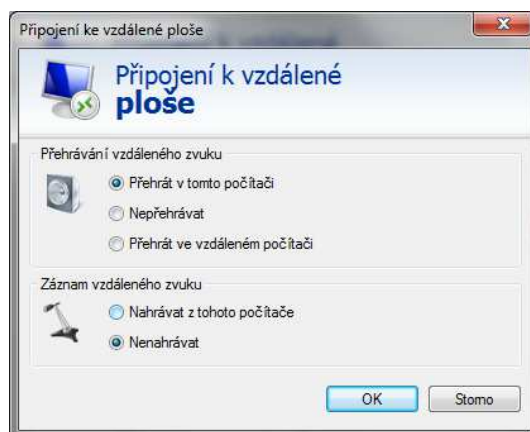 Připojení ke vzdálené ploše
Připojení k vzdálené
ploše
Přehrávání vzdáleného zvuku
Přehrát v tomto počítači
Nepřehrávat
Přehrát ve vzdáleném počítači
Záznam vzdáleného zvuku
Nahrávat z tohoto počítače
Nenahrávat
OK
Storno